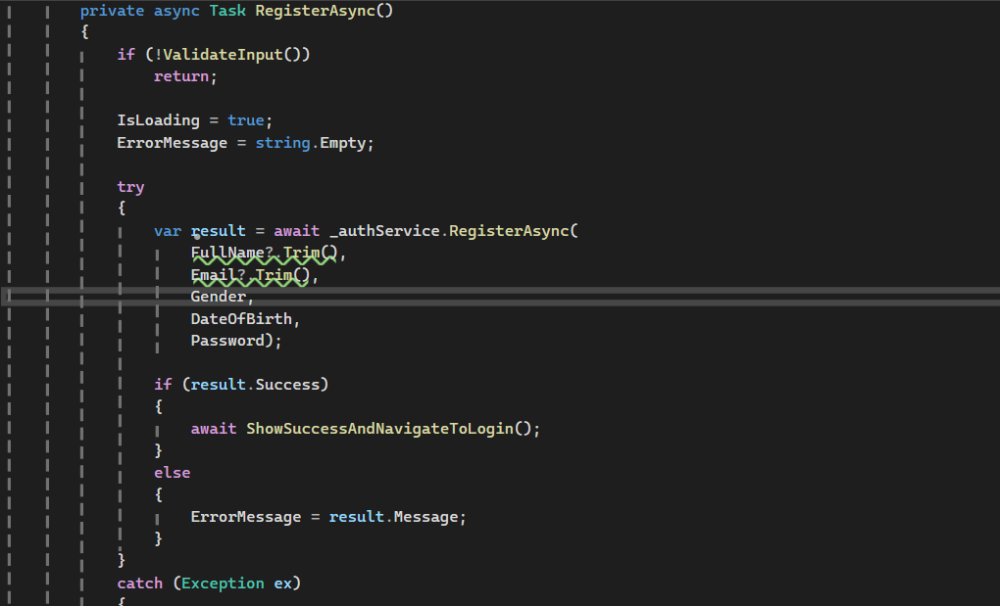 private async Task RegisterAsync()
{
if (!ValidateInput())
return;
IsLoading = true;
ErrorMessage = string.Empty;
try
{
var result = await _authService.RegisterAsync(
FullName?.Trim(),
Email?.Trim(),
Gender,
DateOfBirth,
Password);
if (result.Success)
{
await ShowSuccessAndNavigateToLogin();
}
else
{
ErrorMessage = result.Message;
}
}
catch (Exception ex)
{